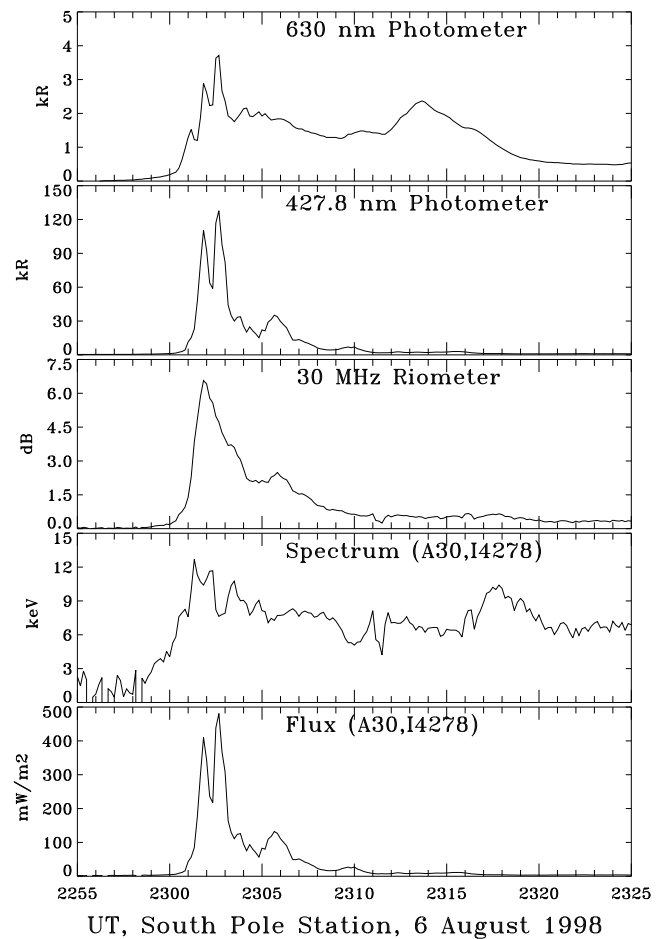 630 nm Photometer
5
4
3
2
1
0
kR
427.8 nm Photometer
150
120
90
60
30
0
kR
30 MHz Riometer
7.5
6.0
4.5
3.0
1.5
0.0
dB
Spectrum (A30,I4278)
15
12
9
6
3
0
keV
Flux (A30,I4278)
500
400
300
200
100
0
mW/m2
2255 2300 2305 2310 2315 2320 2325
UT, South Pole Station, 6 August 1998